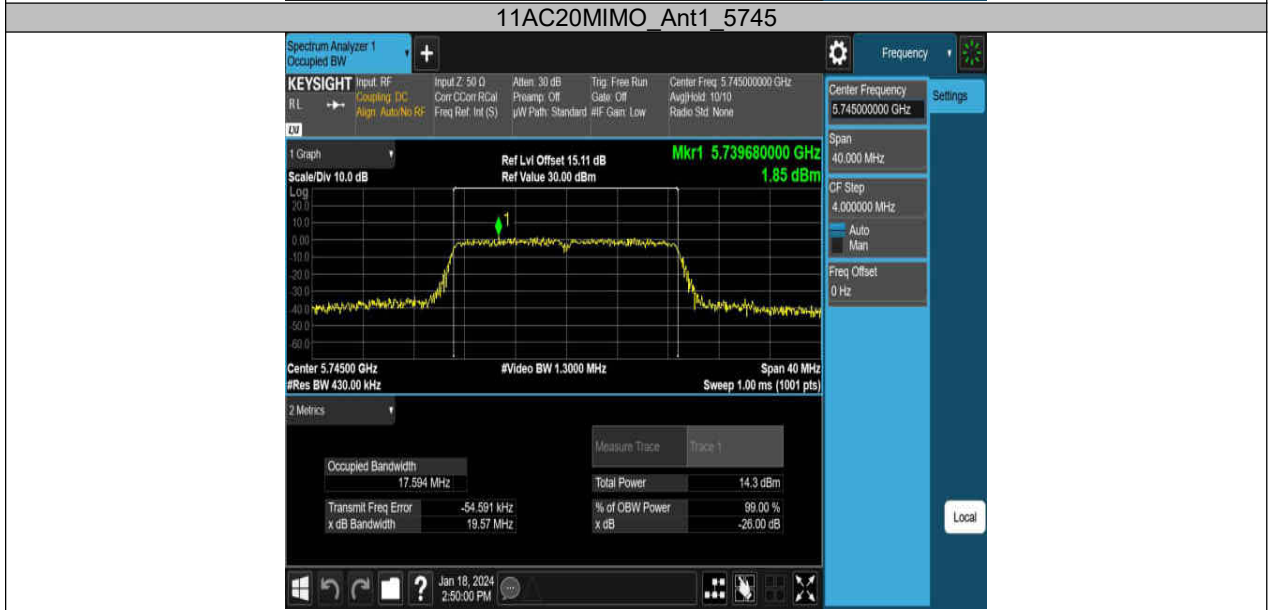 11AC20MIMO_Ant1_5745
Spectrum Analyzer 1
Occupied BW
+
Frequency
KEYSIGHT
RL
LXI
Input: RF
Coupling: DC
Align: Auto/No RF
Input Z: 50 Ω
Corr CCorr RCal
Freq Ref: Int (S)
Atten: 30 dB
Preamp: Off
µW Path: Standard
Trig: Free Run
Gate: Off
#IF Gain: Low
Center Freq: 5.745000000 GHz
Avg|Hold: 10/10
Radio Std: None
Center Frequency
5.745000000 GHz
Settings
Span
40.000 MHz
CF Step
4.000000 MHz
Auto
Man
Freq Offset
0 Hz
Local
1 Graph
Scale/Div 10.0 dB
Ref Lvl Offset 15.11 dB
Ref Value 30.00 dBm
Mkr1 5.739680000 GHz
1.85 dBm
Log
20.0
10.0
0.00
-10.0
-20.0
-30.0
-40.0
-50.0
-60.0
1
Center 5.74500 GHz
#Res BW 430.00 kHz
#Video BW 1.3000 MHz
Span 40 MHz
Sweep 1.00 ms (1001 pts)
2 Metrics
Measure Trace Trace 1
Occupied Bandwidth
17.594 MHz
Total Power 14.3 dBm
Transmit Freq Error -54.591 kHz
% of OBW Power 99.00 %
x dB Bandwidth 19.57 MHz
x dB -26.00 dB
?
Jan 18, 2024
2:50:00 PM